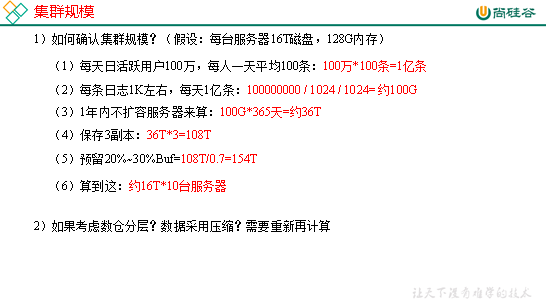 集群规模
尚硅谷
1）如何确认集群规模？（假设：每台服务器16T磁盘，128G内存）
（1）每天日活跃用户100万，每人一天平均100条：100万*100条=1亿条
（2）每条日志1K左右，每天1亿条：100000000 / 1024 / 1024= 约100G
（3）1年内不扩容服务器来算：100G*365天=约36T
（4）保存3副本：36T*3=108T
（5）预留20%~30%Buf=108T/0.7=154T
（6）算到这：约16T*10台服务器
2）如果考虑数仓分层？数据采用压缩？需要重新再计算
让天下没有难学的技术